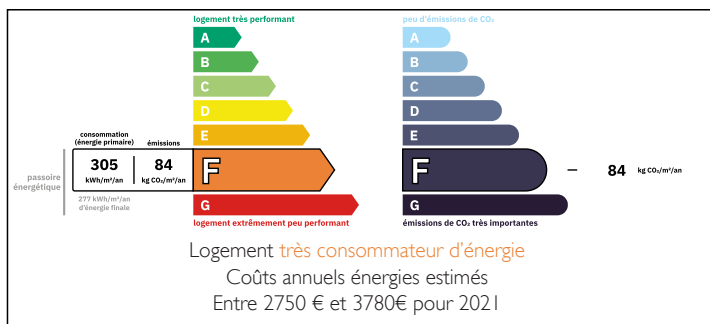 logement très performant
A
B
C
D
E
consommation
(énergie primaire)
émissions
305
kWh/m²/an
84
kg CO₂/m²/an
F
passoire
énergétique
277 kWh/m²/an
d'énergie finale
G
logement extrêmement peu performant
peu d'émissions de CO₂
A
B
C
D
E
F
84 kg CO₂/m²/an
G
émissions de CO₂ très importantes
Logement très consommateur d'énergie
Coûts annuels énergies estimés
Entre 2750 € et 3780€ pour 2021